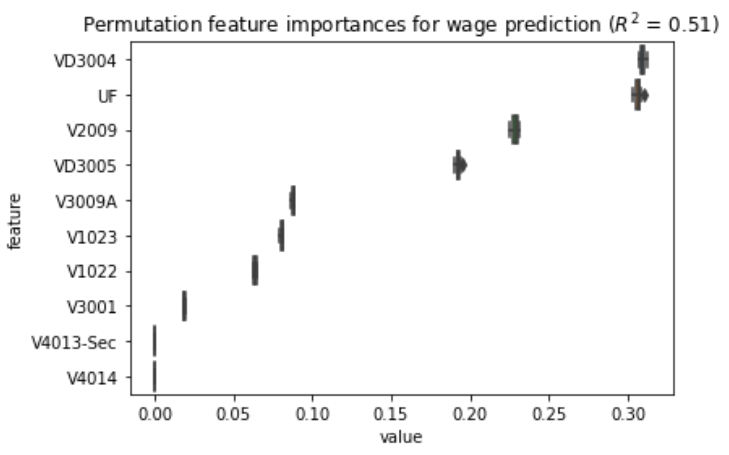 Permutation feature importances for wage prediction (R² = 0.51)
VD3004
UF
V2009
VD3005
V3009A
V1023
V1022
V3001
V4013-Sec
V4014
feature
0.00 0.05 0.10 0.15 0.20 0.25 0.30
value